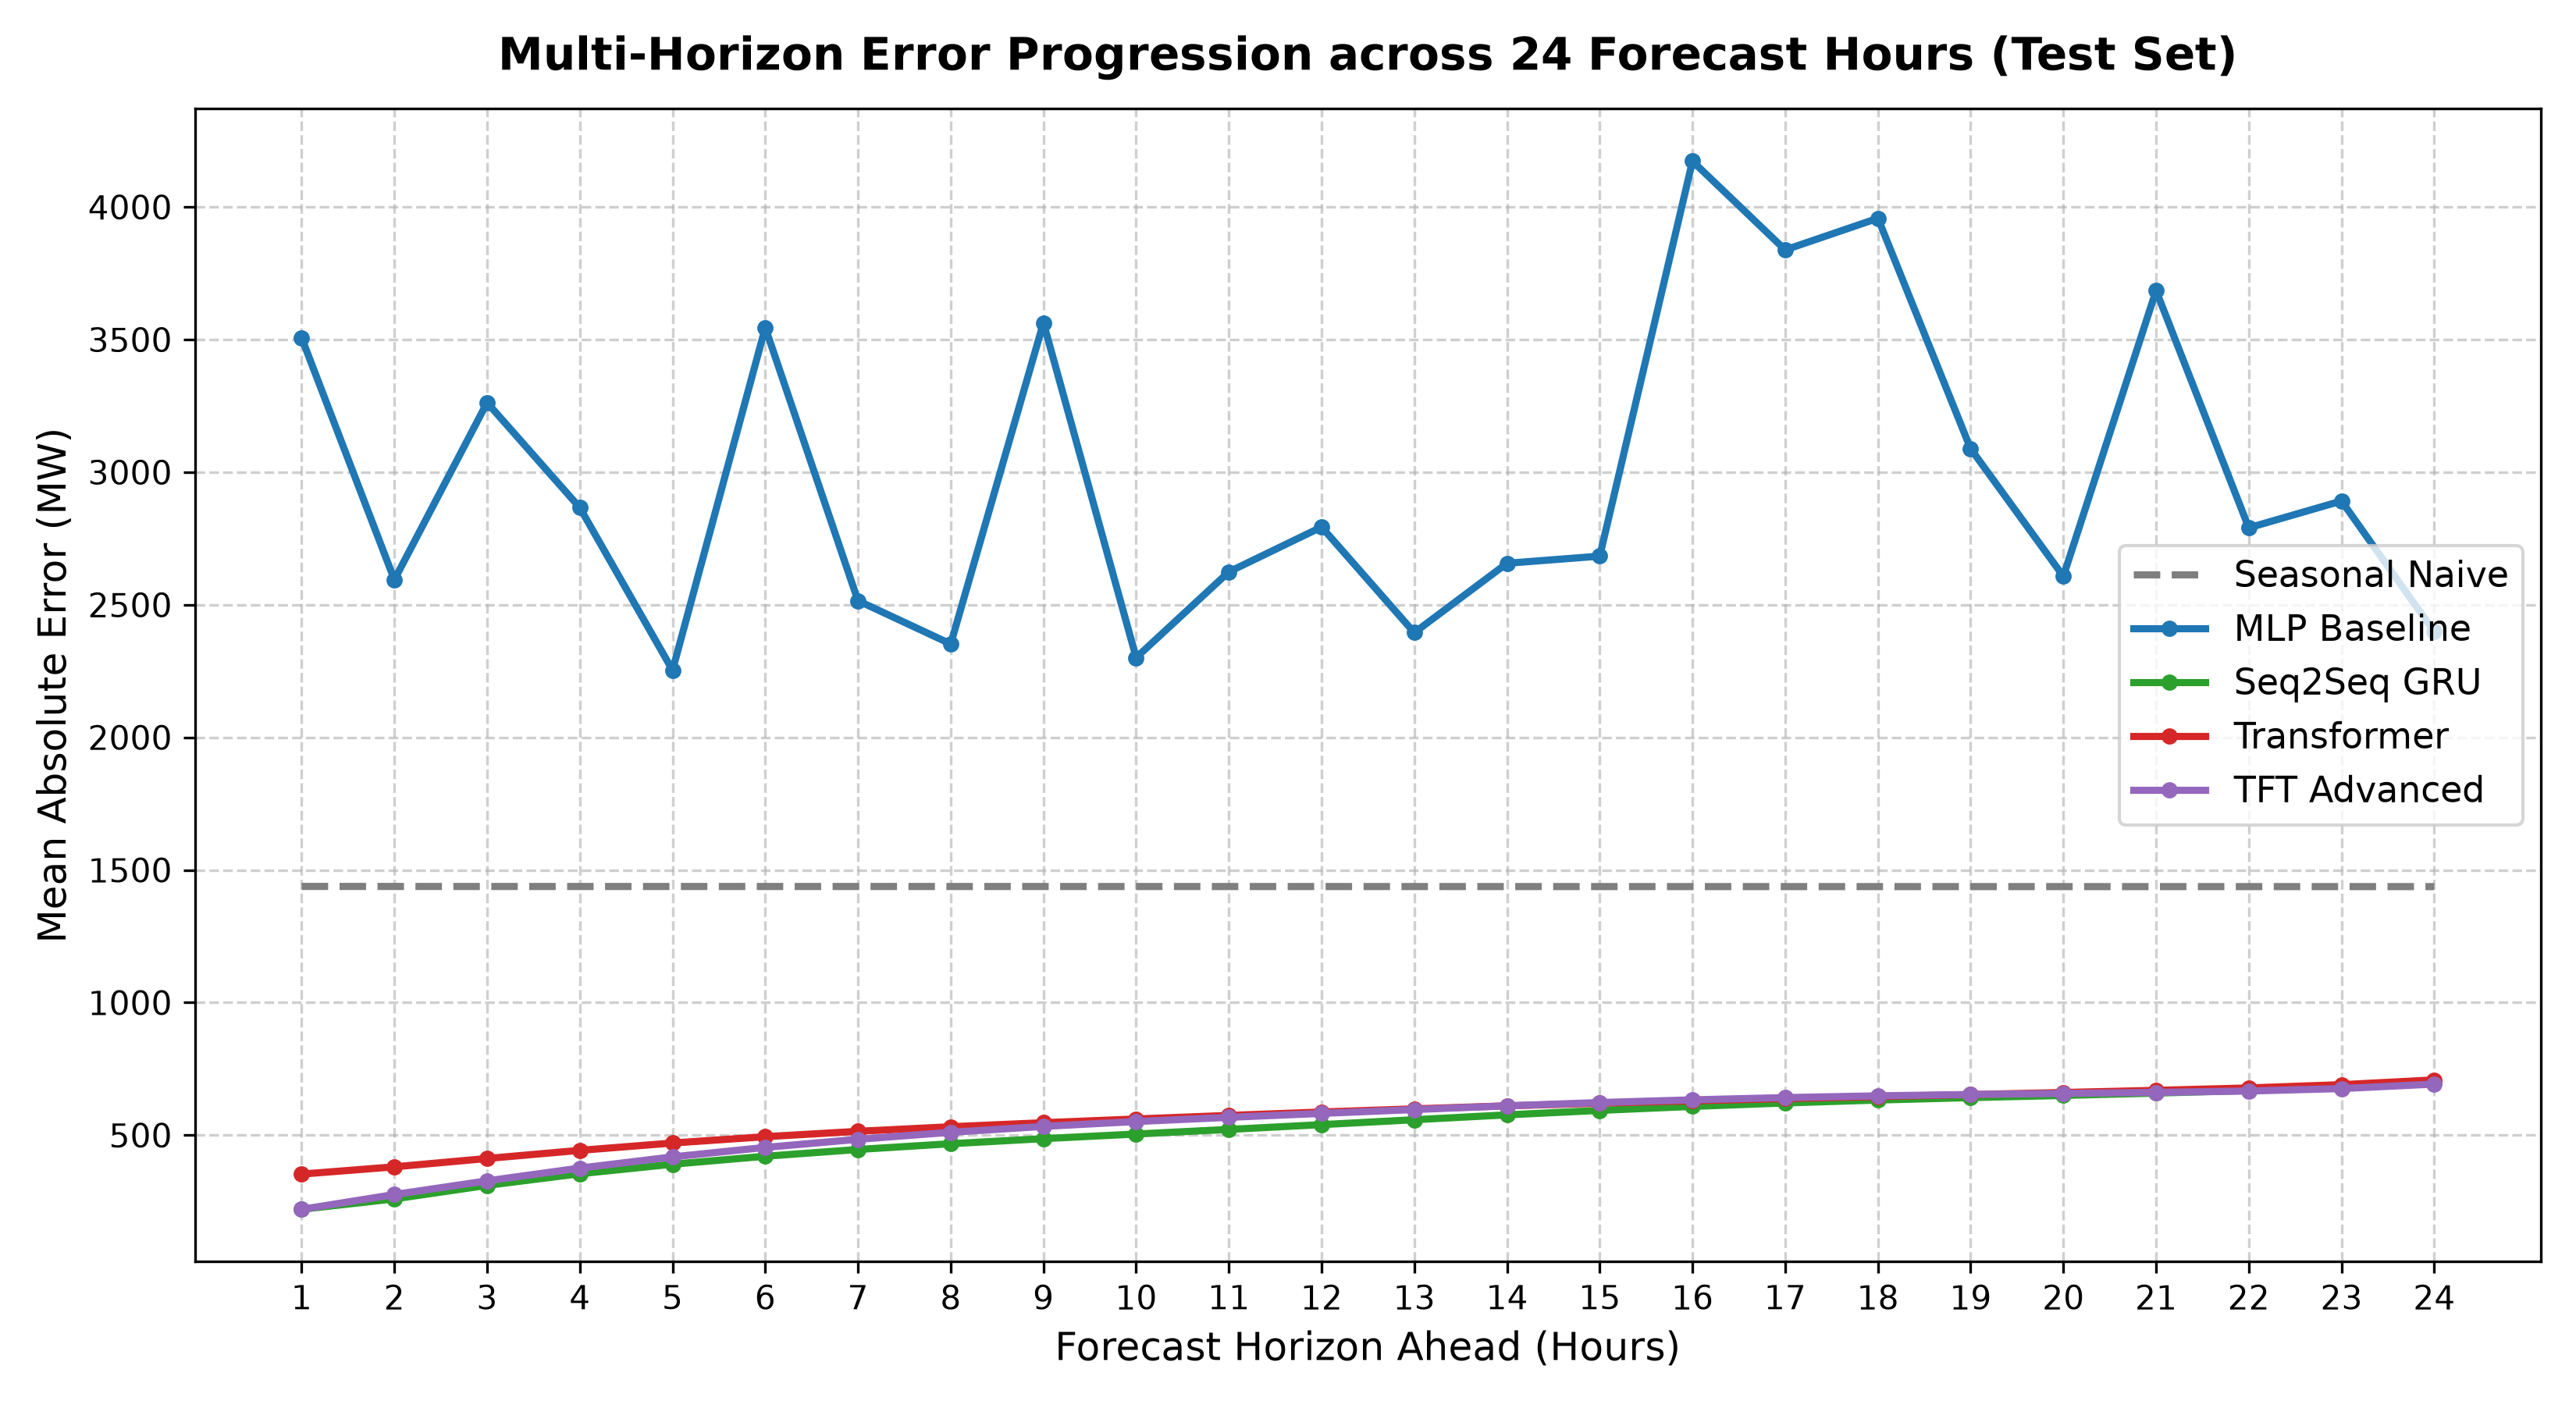 Multi-Horizon Error Progression across 24 Forecast Hours (Test Set)
Mean Absolute Error (MW)
4000
3500
3000
2500
2000
1500
1000
500
Seasonal Naive
MLP Baseline
Seq2Seq GRU
Transformer
TFT Advanced
1 2 3 4 5 6 7 8 9 10 11 12 13 14 15 16 17 18 19 20 21 22 23 24
Forecast Horizon Ahead (Hours)